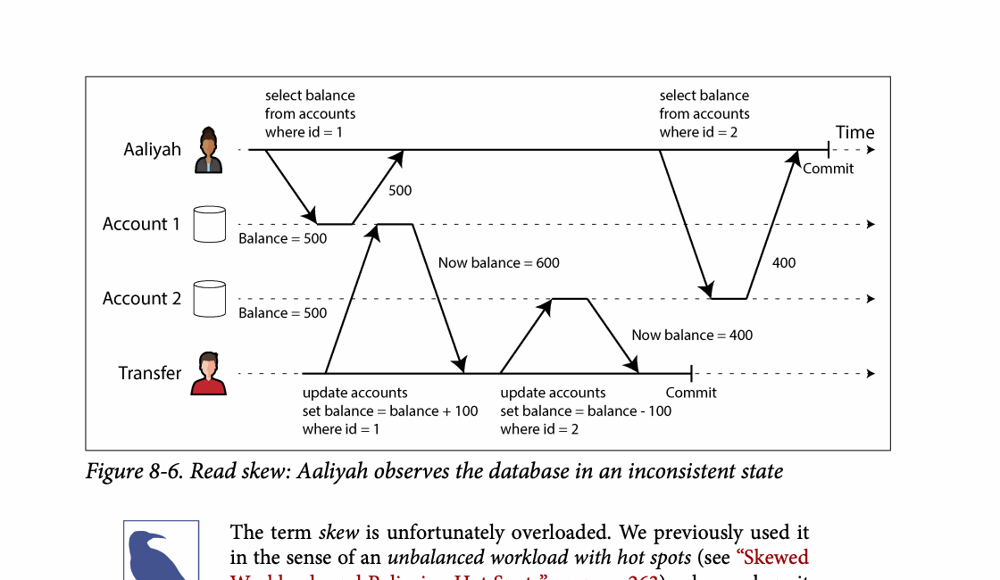 select balance
from accounts
where id = 1
select balance
from accounts
where id = 2
Time
Aaliyah
Commit
500
Account 1
Balance = 500
Now balance = 600
400
Account 2
Balance = 500
Now balance = 400
Transfer
update accounts
set balance = balance + 100
where id = 1
update accounts
set balance = balance - 100
where id = 2
Commit
Figure 8-6. Read skew: Aaliyah observes the database in an inconsistent state
The term skew is unfortunately overloaded. We previously used it
in the sense of an unbalanced workload with hot spots (see “Skewed